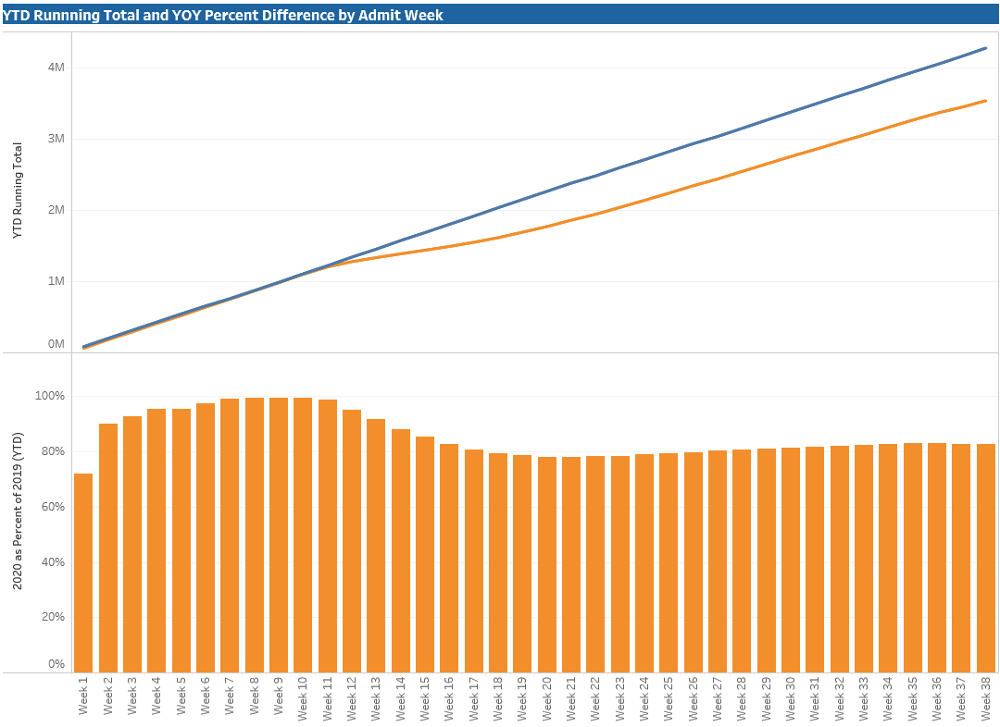 YTD Runnning Total and YOY Percent Difference by Admit Week
YTD Running Total
4M
3M
2M
1M
0M
2020 as Percent of 2019 (YTD)
100%
80%
60%
40%
20%
0%
Week 1
Week 2
Week 3
Week 4
Week 5
Week 6
Week 7
Week 8
Week 9
Week 10
Week 11
Week 12
Week 13
Week 14
Week 15
Week 16
Week 17
Week 18
Week 19
Week 20
Week 21
Week 22
Week 23
Week 24
Week 25
Week 26
Week 27
Week 28
Week 29
Week 30
Week 31
Week 32
Week 33
Week 34
Week 35
Week 36
Week 37
Week 38